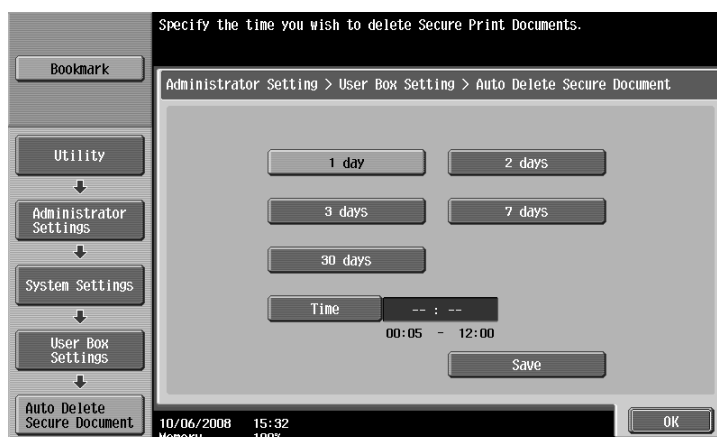 Specify the time you wish to delete Secure Print Documents.
Bookmark
Administrator Setting > User Box Setting > Auto Delete Secure Document
Utility
Administrator
Settings
System Settings
User Box
Settings
Auto Delete
Secure Document
1 day
2 days
3 days
7 days
30 days
Time
-- : --
00:05 - 12:00
Save
10/06/2008 15:32
Memory 100%
OK